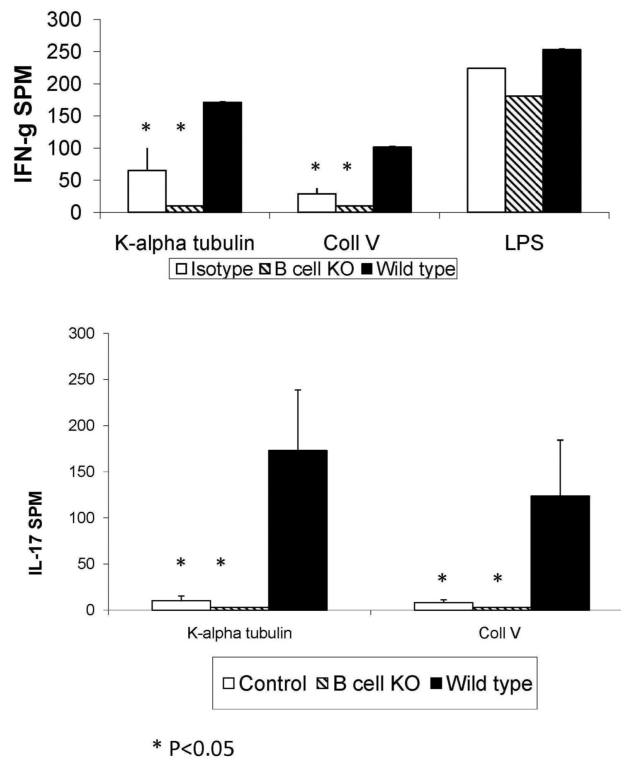 300
250
200
150
100
50
0
IFN-g SPM
* * * *
K-alpha tubulin Coll V LPS
Isotype B cell KO Wild type
300
250
200
150
100
50
0
IL-17 SPM
* * * *
K-alpha tubulin Coll V
Control B cell KO Wild type
* P<0.05